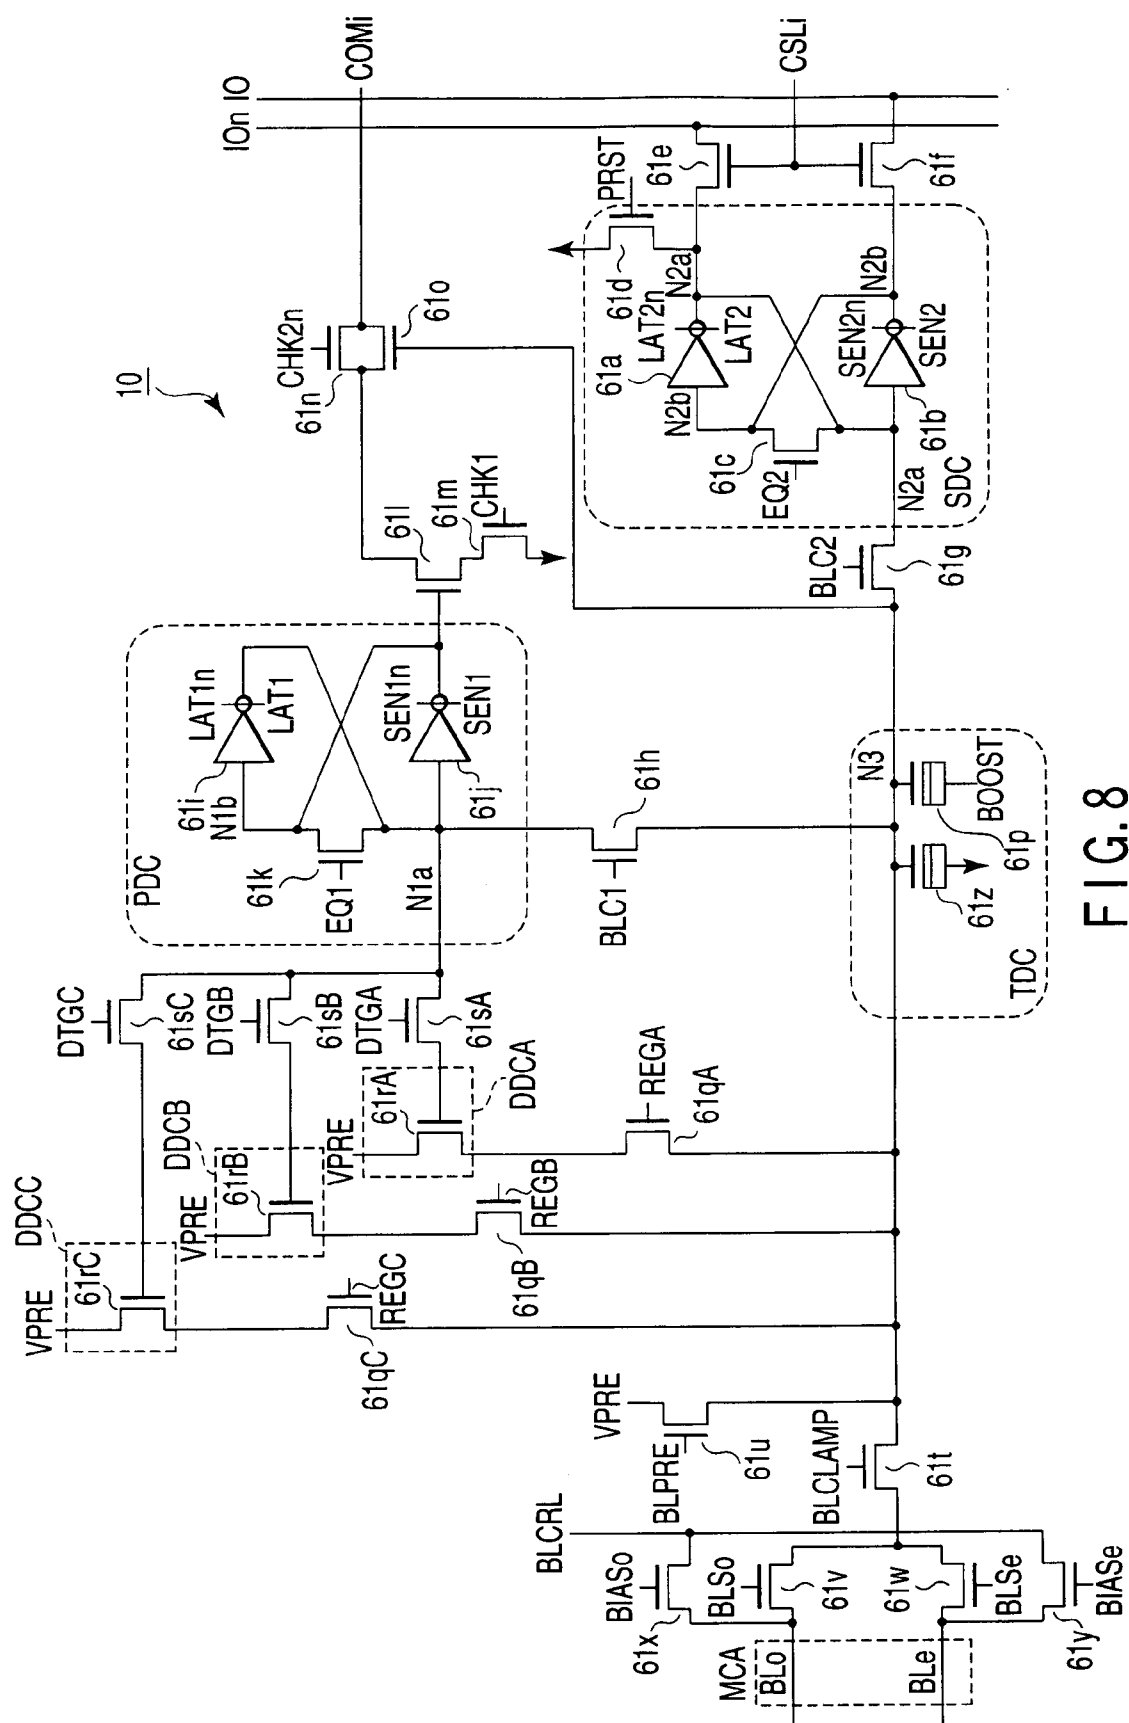 10
IOn IO
COMi
CSLi
CHK2n
61n
61o
PRST
61d
61e
61f
N2a
LAT2n
LAT2
61a
N2b
N2b
SEN2n
SEN2
61b
61c
EQ2
N2a
SDC
BLC2
61g
CHK1
61m
61l
PDC
LAT1n
LAT1
61i
N1b
SEN1n
SEN1
61j
61k
EQ1
N1a
BLC1
61h
N3
BOOST
61p
61z
TDC
DTGC
61sC
DTGB
61sB
DTGA
61sA
DDCC
VPRE
61rC
DDCB
VPRE
61rB
VPRE
61rA
DDCA
REGC
61qC
REGB
61qB
REGA
61qA
VPRE
BLPRE
61u
BLCLAMP
61t
BLCRL
BIASo
61x
BLSo
61v
61w
BLSe
BIASe
61y
MCA
BLo
BLe
FIG. 8